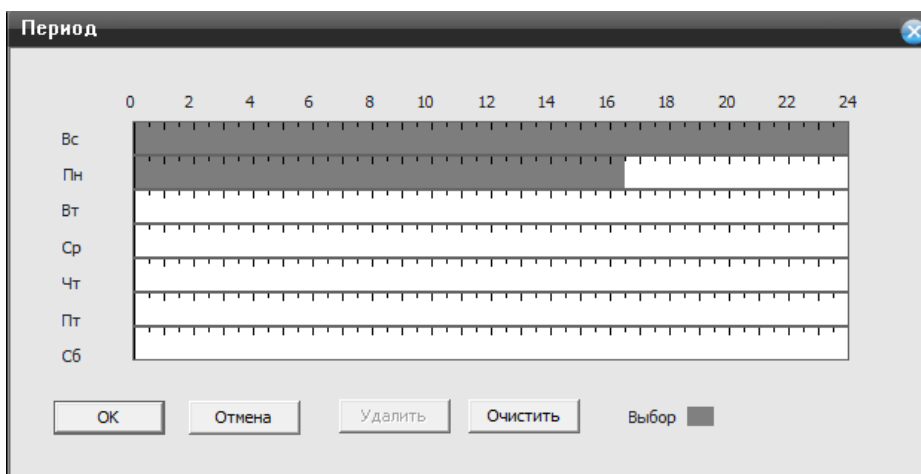 Период
0 2 4 6 8 10 12 14 16 18 20 22 24
Вс
Пн
Вт
Ср
Чт
Пт
Сб
OK Отмена Удалить Очистить Выбор